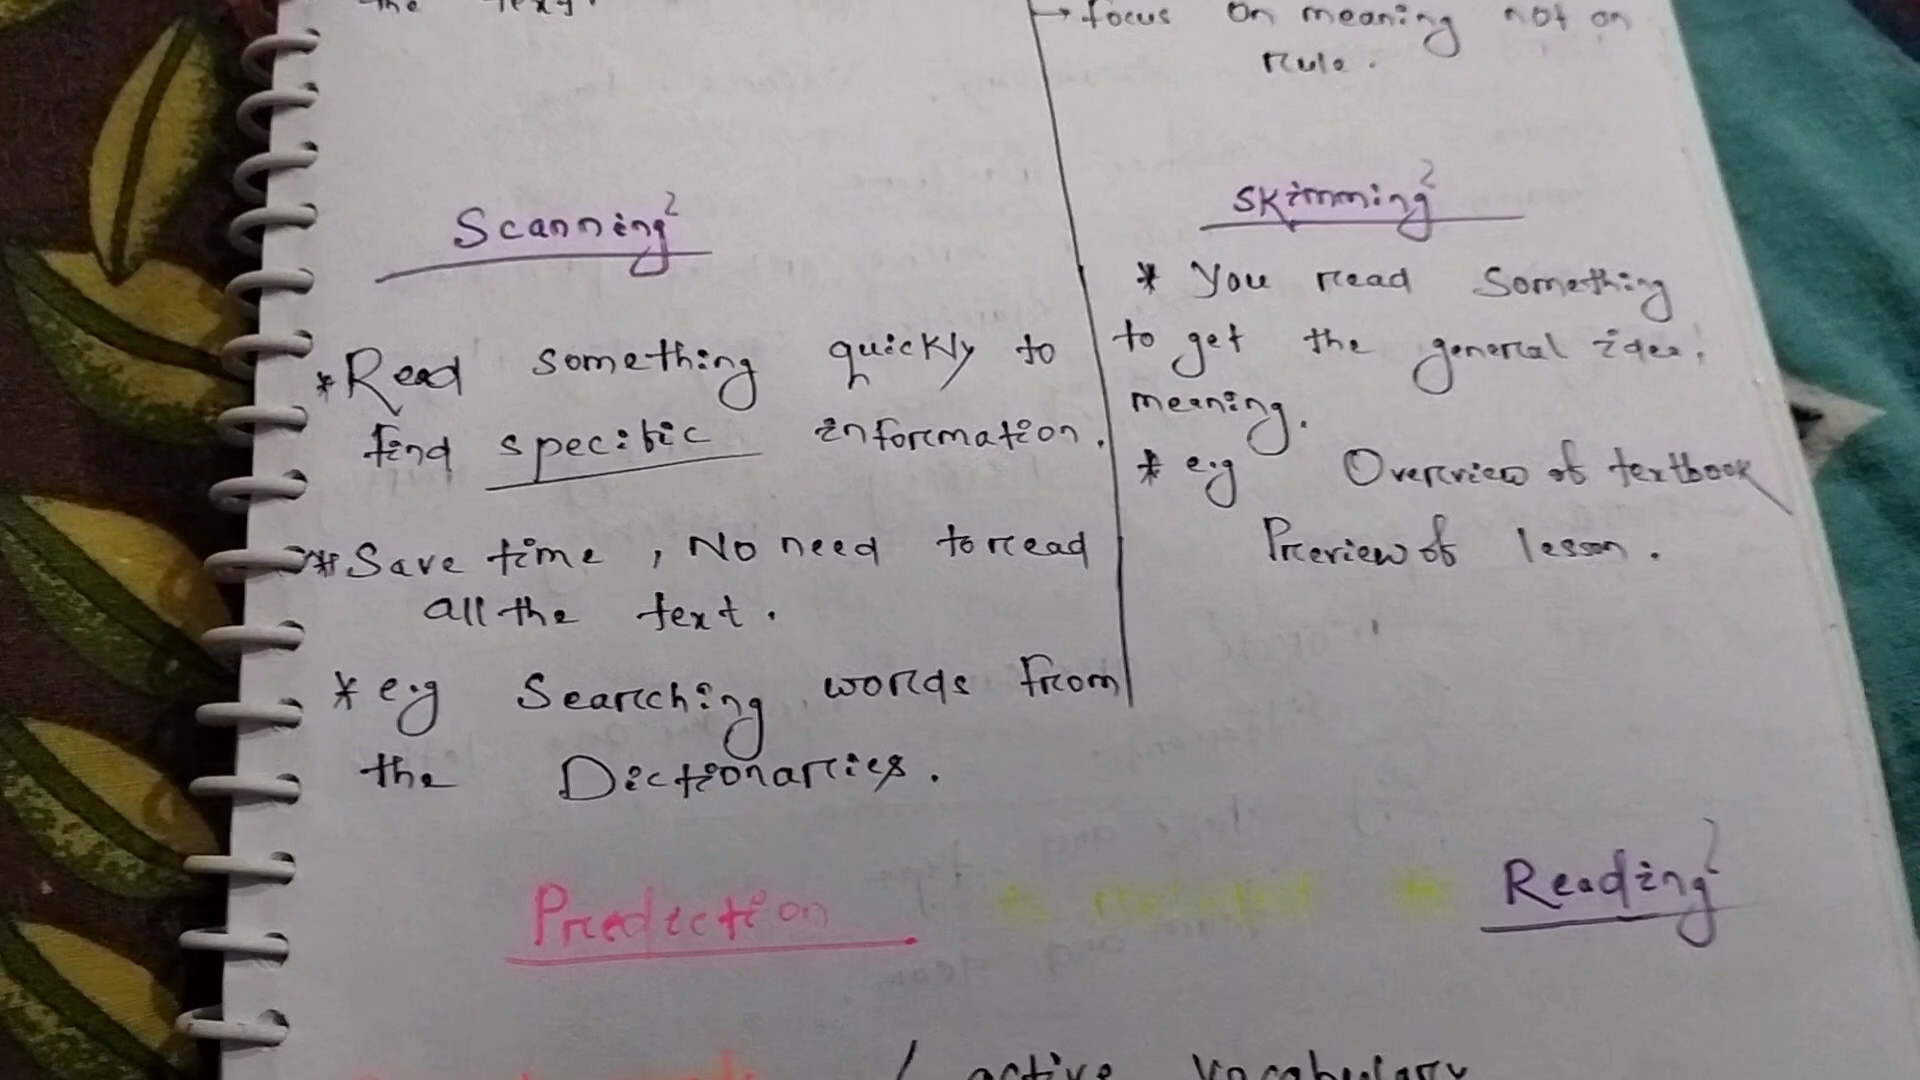 the text.
→ focus on meaning not on
rule.
Scanning
* Read something quickly to
find specific information.
* Save time, No need to read
all the text.
* e.g Searching words from
the Dictionaries.
Skimming
* You read Something
to get the general idea,
meaning.
* e.g Overview of textbook
Preview of lesson.
Prediction
Reading
/ active vocabulary